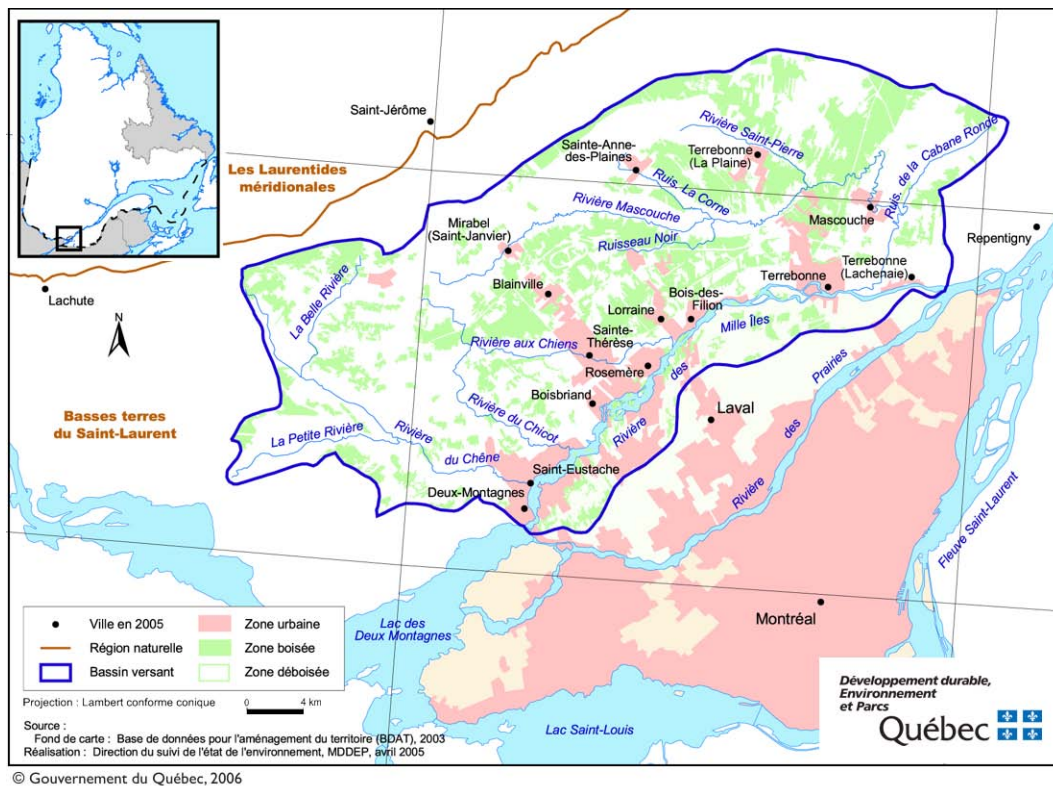 Saint-Jérôme
Les Laurentides
méridionales
Lachute
N
Basses terres
du Saint-Laurent
Sainte-Anne-
des-Plaines
Rivière Saint-Pierre
Terrebonne
(La Plaine)
Ruis. de la Cabane Ronde
Ruis. La Corne
Rivière Mascouche
Mascouche
Mirabel
(Saint-Janvier)
Ruisseau Noir
Repentigny
La Belle Rivière
Blainville
Terrebonne
Terrebonne
(Lachenaie)
Lorraine
Bois-des-
Filion
Mille Îles
Sainte-
Thérèse
Rivière aux Chiens
des
Rosemère
Prairies
Boisbriand
Laval
Rivière du Chicot
Rivière
des
La Petite Rivière
Rivière
du Chêne
Saint-Eustache
Rivière
Deux-Montagnes
Fleuve Saint-Laurent
Montréal
Lac des
Deux Montagnes
Lac Saint-Louis
Ville en 2005
Région naturelle
Bassin versant
Zone urbaine
Zone boisée
Zone déboisée
Projection : Lambert conforme conique
0 4 km
Source :
Fond de carte : Base de données pour l'aménagement du territoire (BDAT), 2003
Réalisation : Direction du suivi de l'état de l'environnement, MDDEP, avril 2005
Développement durable,
Environnement
et Parcs
Québec
© Gouvernement du Québec, 2006